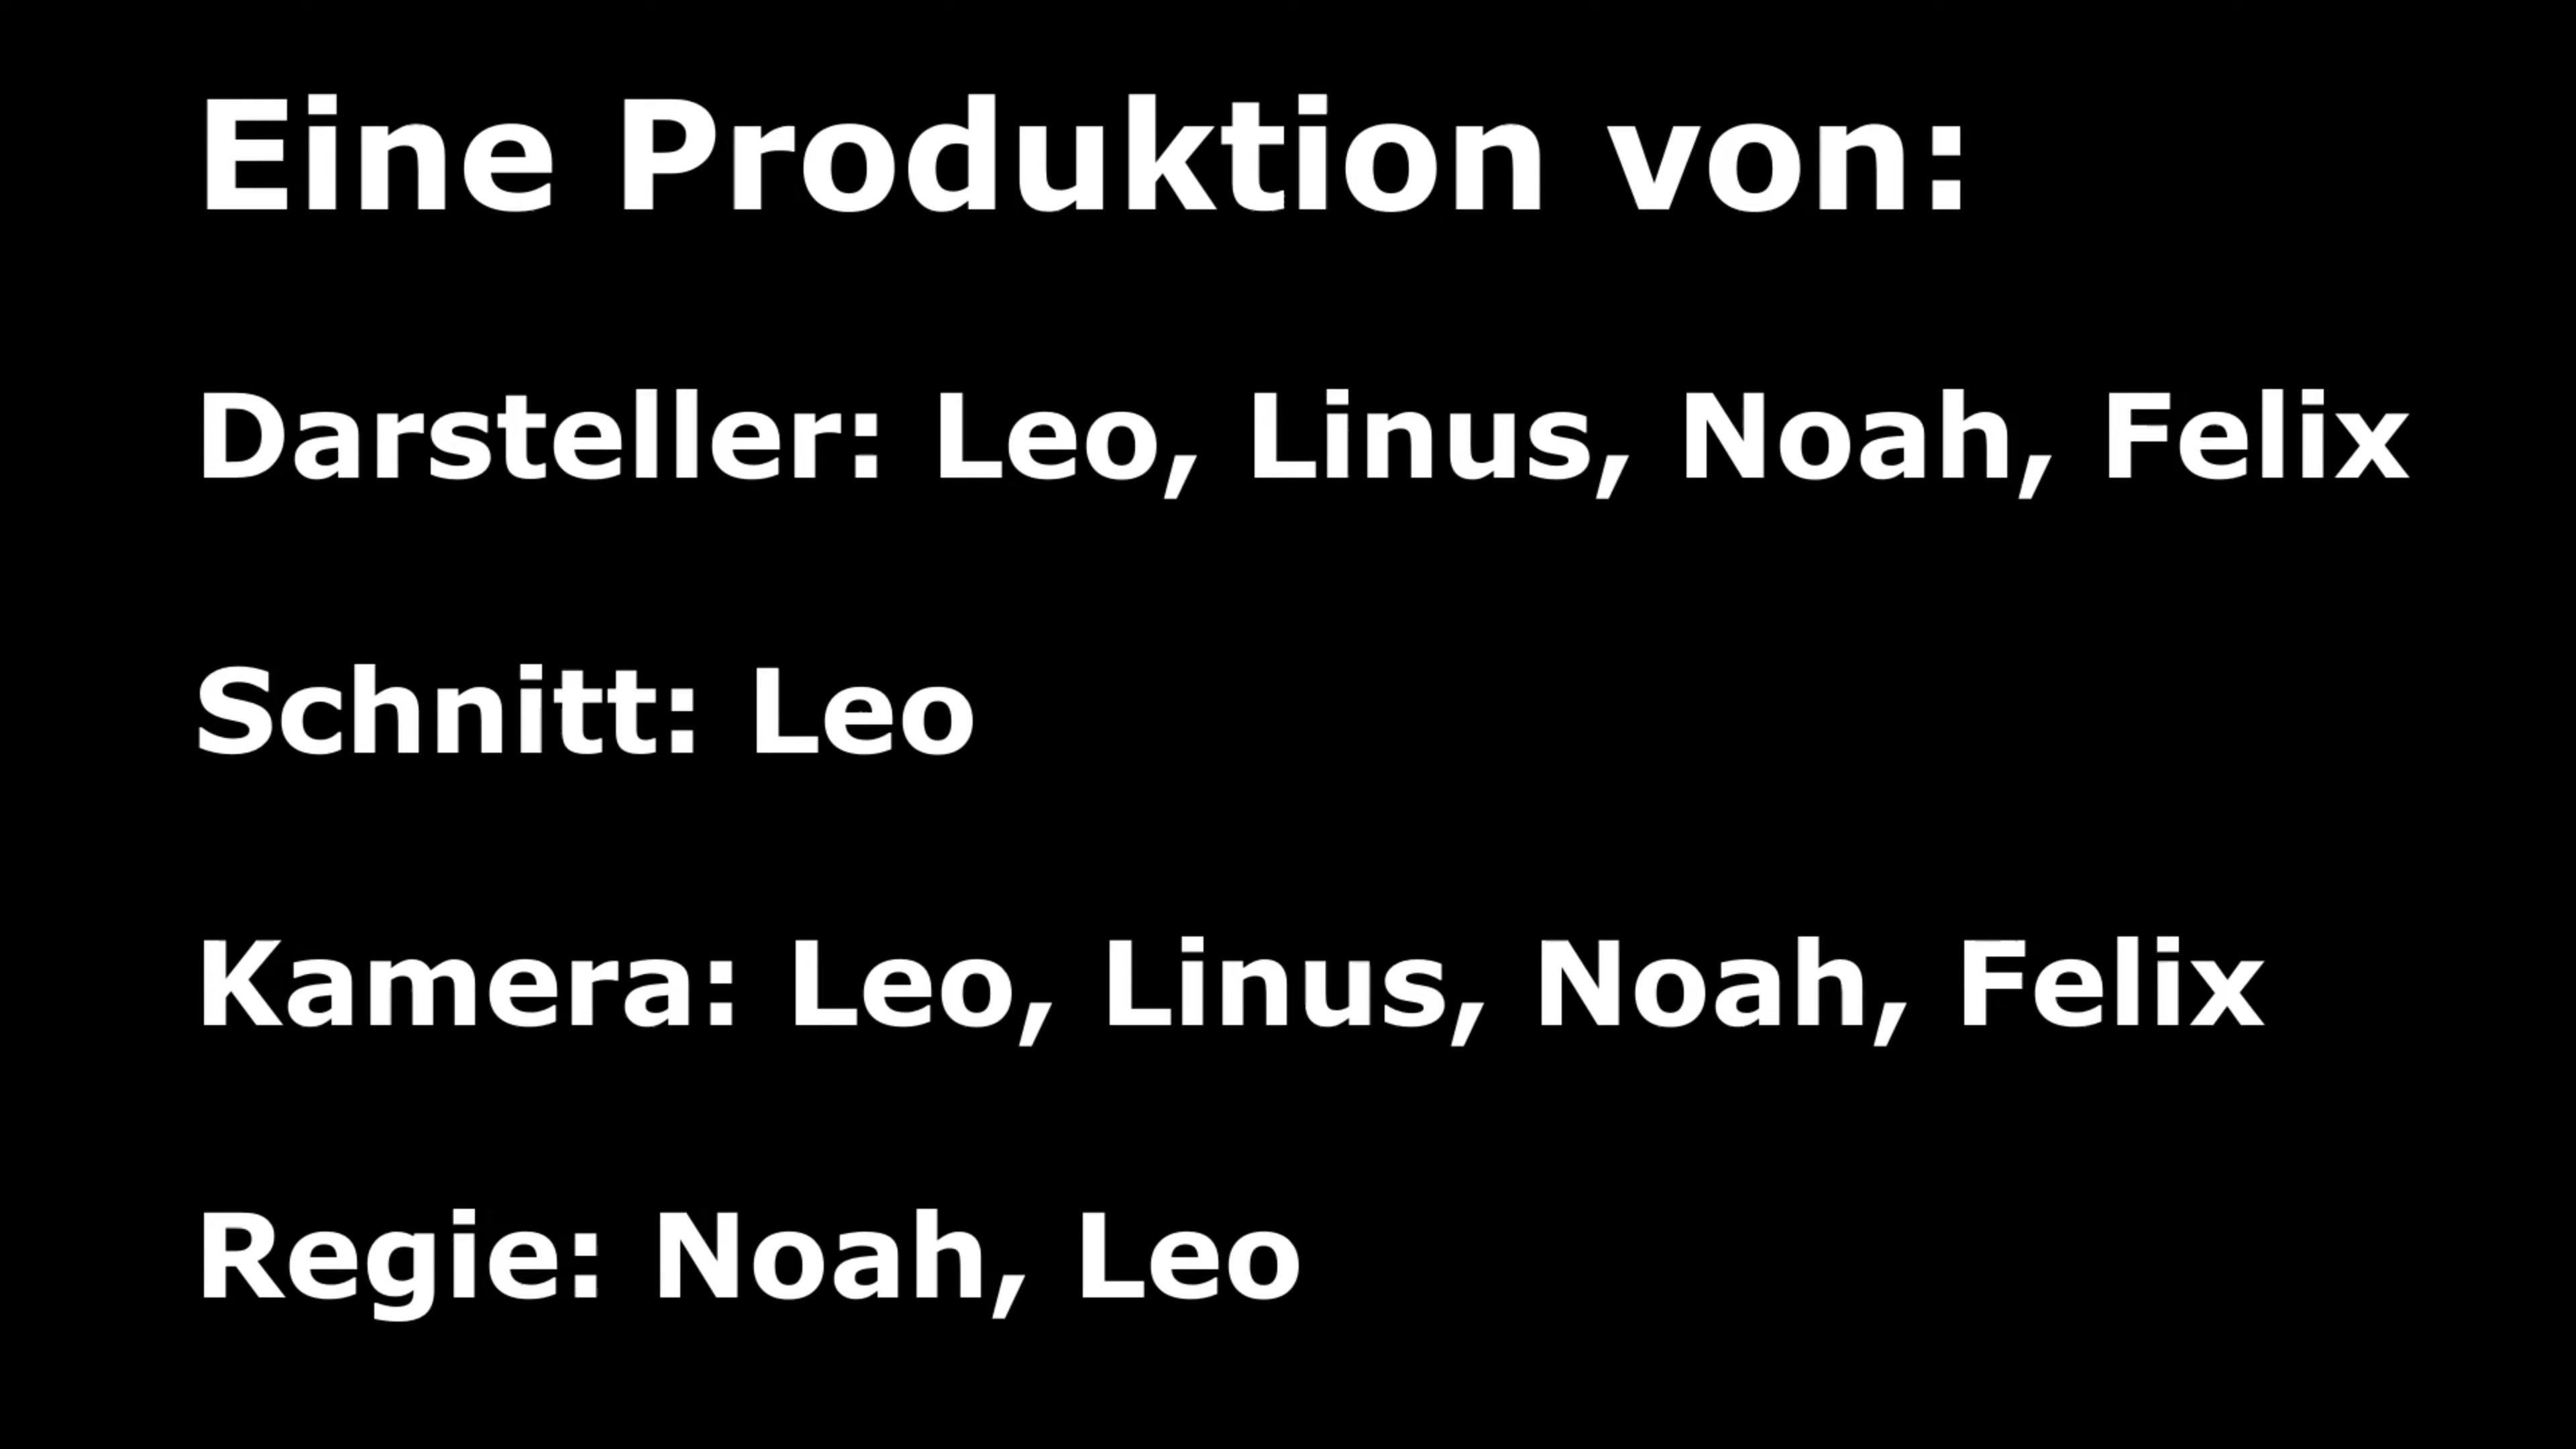 Eine Produktion von:
Darsteller: Leo, Linus, Noah, Felix
Schnitt: Leo
Kamera: Leo, Linus, Noah, Felix
Regie: Noah, Leo